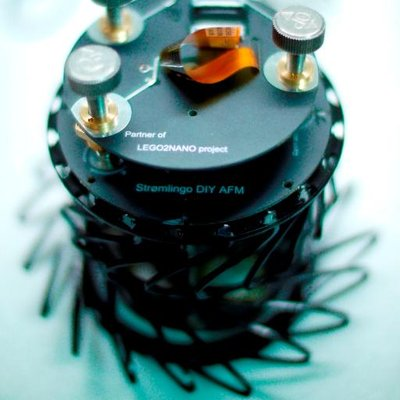 Partner of
LEGO2NANO project
Strømlingo DIY AFM